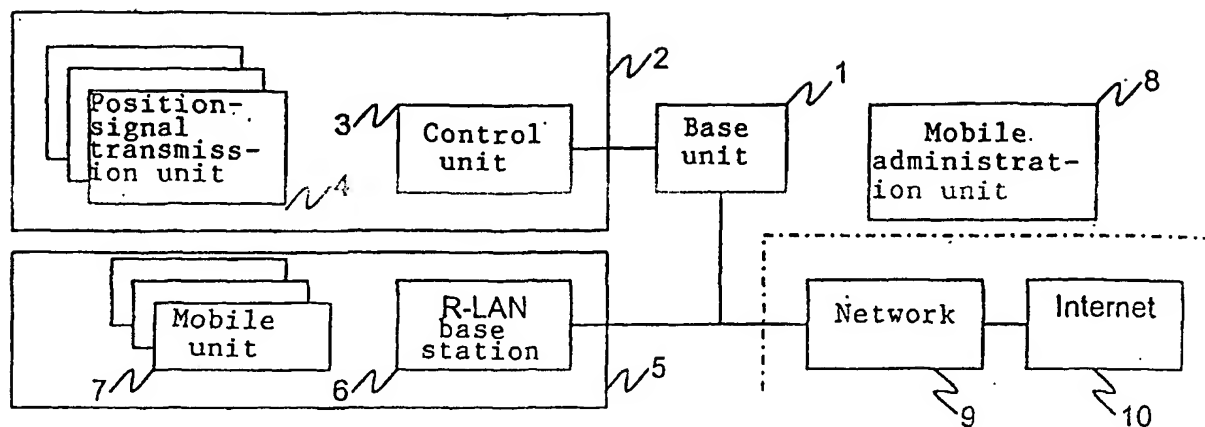 2
1
8
Position-
signal
transmiss-
ion unit
4
3
Control
unit
Base
unit
Mobile
administrat-
ion unit
Mobile
unit
7
R-LAN
base
station
6
5
Network
9
Internet
10